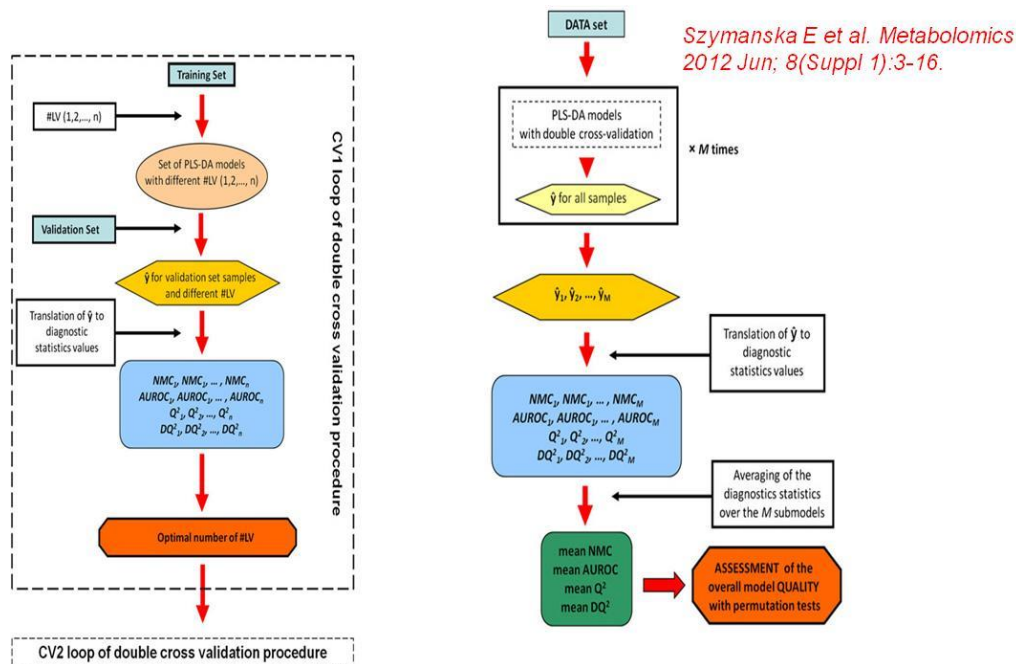 Training Set
#LV (1,2,..., n)
Set of PLS-DA models
with different #LV (1,2,..., n)
Validation Set
ŷ for validation set samples
and different #LV
Translation of ŷ to
diagnostic
statistics values
NMC₁, NMC₁, ... , NMCₙ
AUROC₁, AUROC₁, ... , AUROCₙ
Q²₁, Q²₂, ..., Q²ₙ
DQ²₁, DQ²₂, ..., DQ²ₙ
Optimal number of #LV
CV1 loop of double cross validation
procedure
CV2 loop of double cross validation procedure
DATA set
Szymanska E et al. Metabolomics
2012 Jun; 8(Suppl 1):3-16.
PLS-DA models
with double cross-validation
× M times
ŷ for all samples
ŷ₁, ŷ₂, ..., ŷ_M
Translation of ŷ to
diagnostic
statistics values
NMC₁, NMC₁, ... , NMC_M
AUROC₁, AUROC₁, ... , AUROC_M
Q²₁, Q²₂, ..., Q²_M
DQ²₁, DQ²₂, ..., DQ²_M
Averaging of the
diagnostics statistics
over the M submodels
mean NMC
mean AUROC
mean Q²
mean DQ²
ASSESSMENT of the
overall model QUALITY
with permutation tests